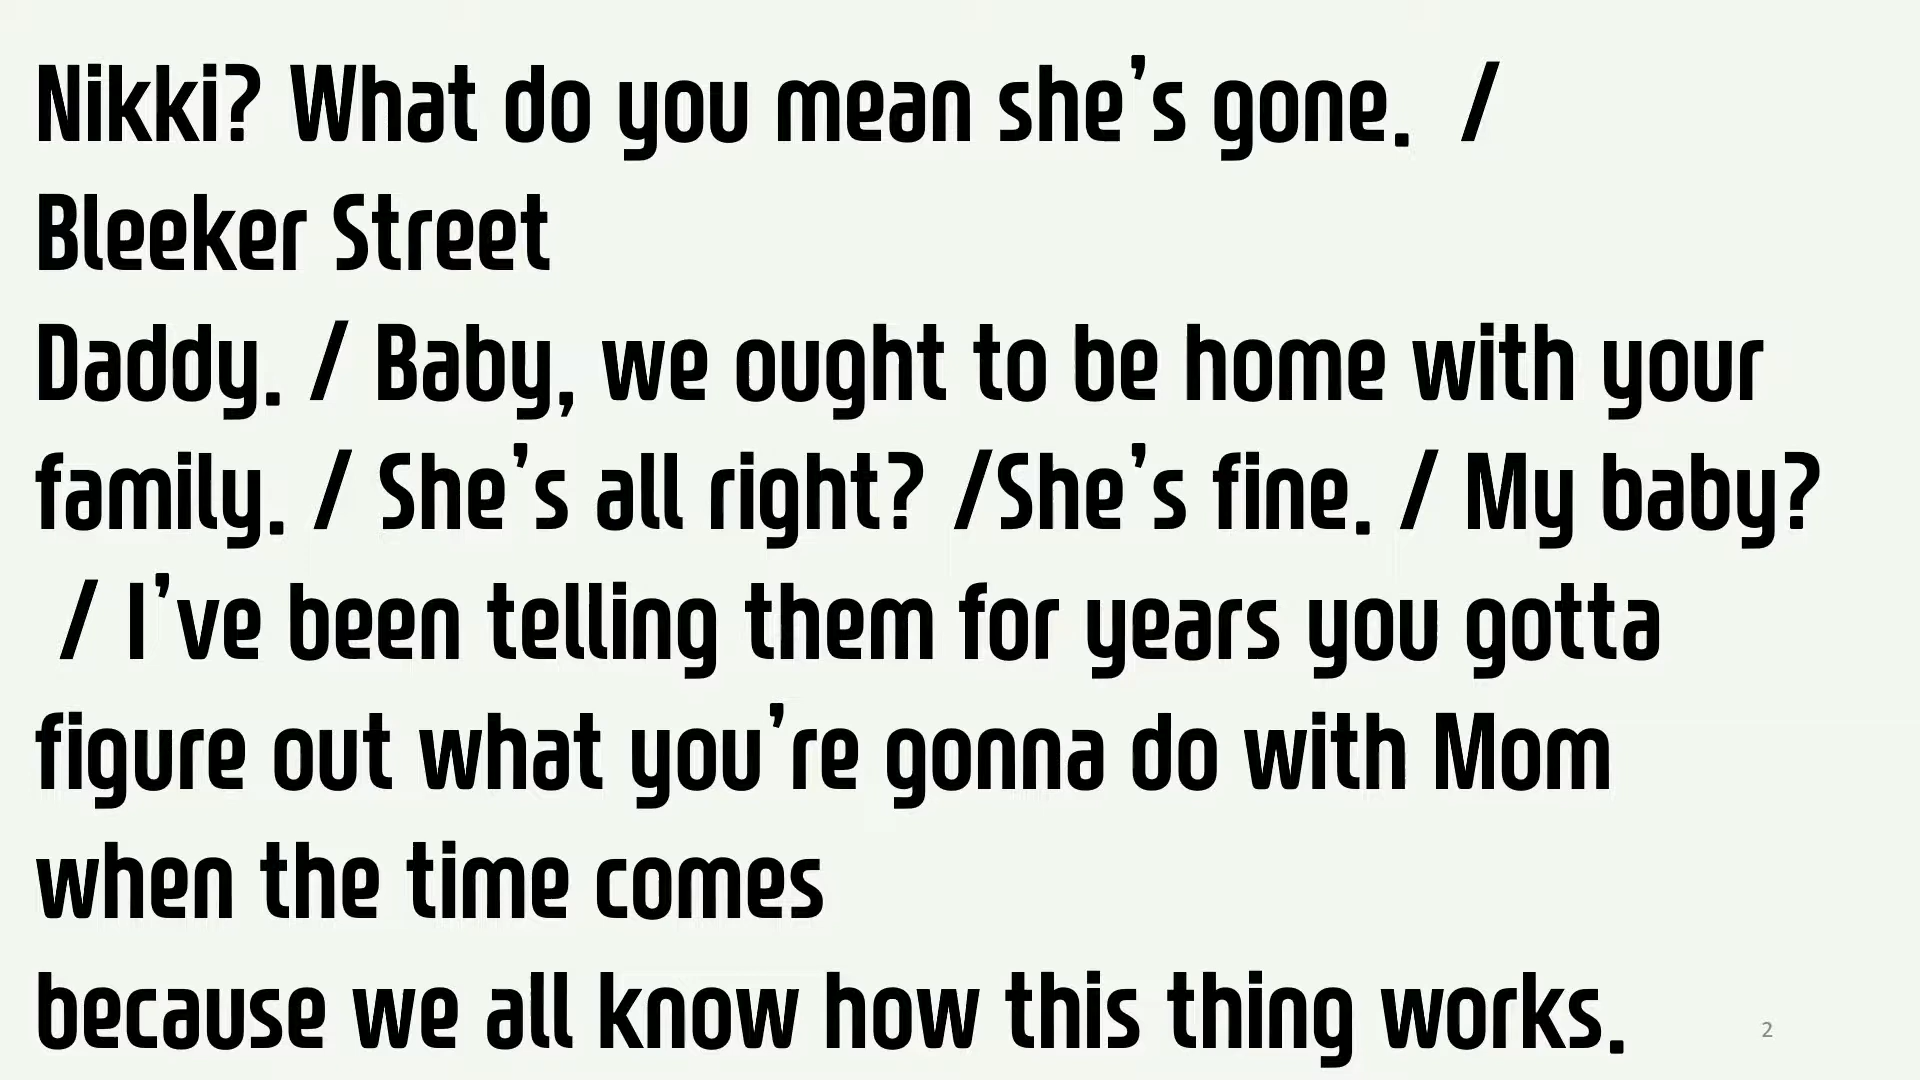 Nikki? What do you mean she’s gone.  /
Bleeker Street
Daddy. / Baby, we ought to be home with your
family. / She’s all right? /She’s fine. / My baby?
/ I’ve been telling them for years you gotta
figure out what you’re gonna do with Mom
when the time comes
because we all know how this thing works.
2